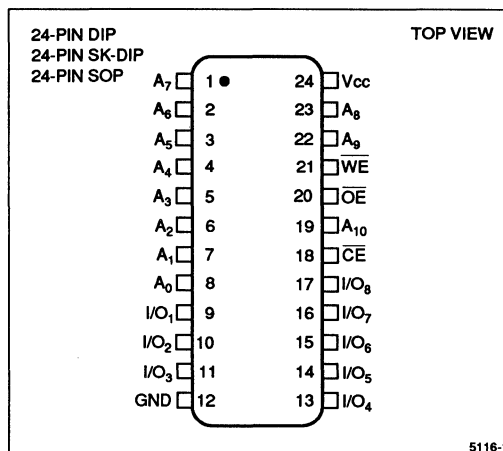 24-PIN DIP
24-PIN SK-DIP
24-PIN SOP
TOP VIEW
A7 1 24 Vcc
A6 2 23 A8
A5 3 22 A9
A4 4 21 W̅E̅
A3 5 20 O̅E̅
A2 6 19 A10
A1 7 18 C̅E̅
A0 8 17 I/O8
I/O1 9 16 I/O7
I/O2 10 15 I/O6
I/O3 11 14 I/O5
GND 12 13 I/O4